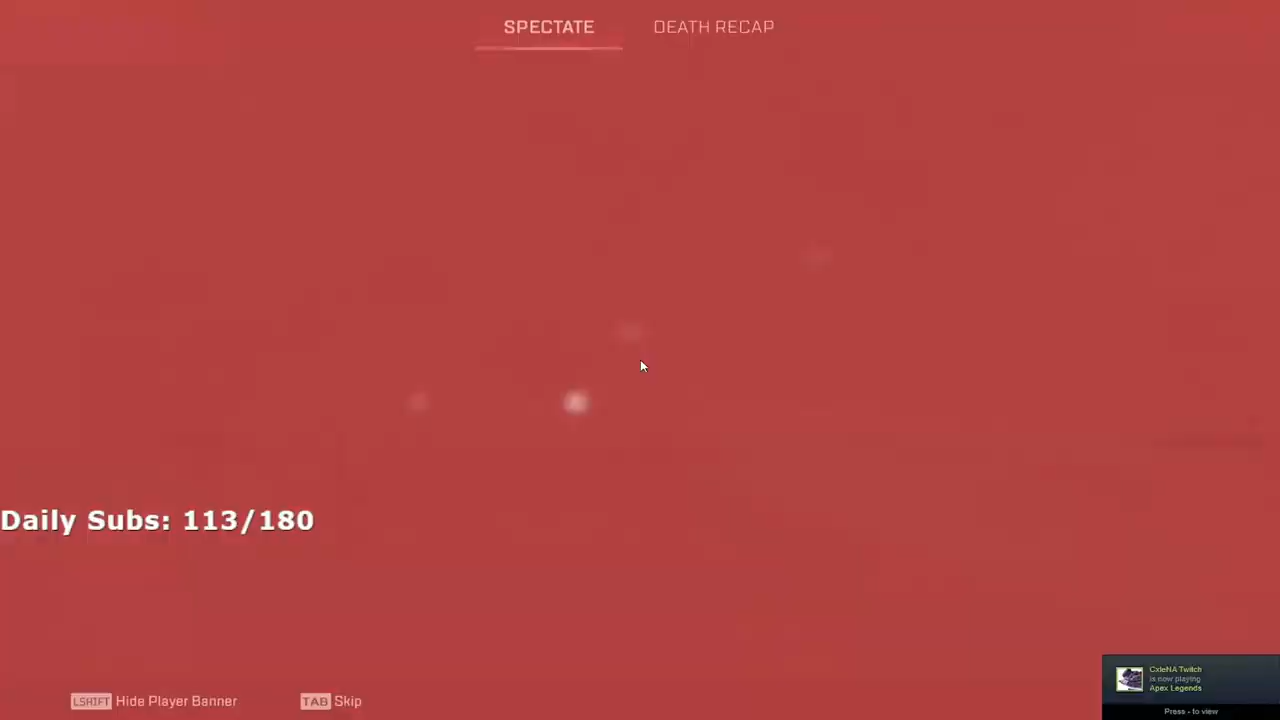 SPECTATE DEATH RECAP
Daily Subs: 113/180
LSHIFT Hide Player Banner TAB Skip
CxleNA Twitch
is now playing
Apex Legends
Press - to view